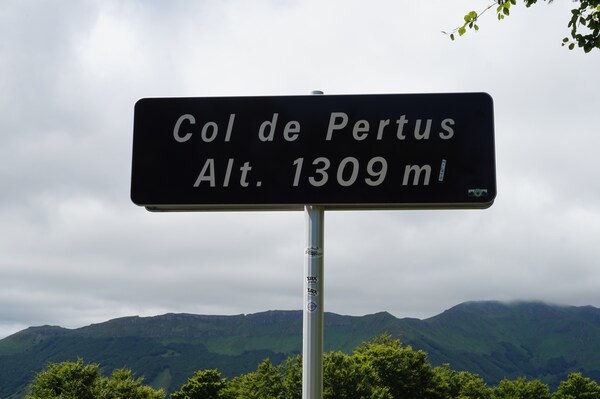 Col de Pertus
Alt. 1309 m